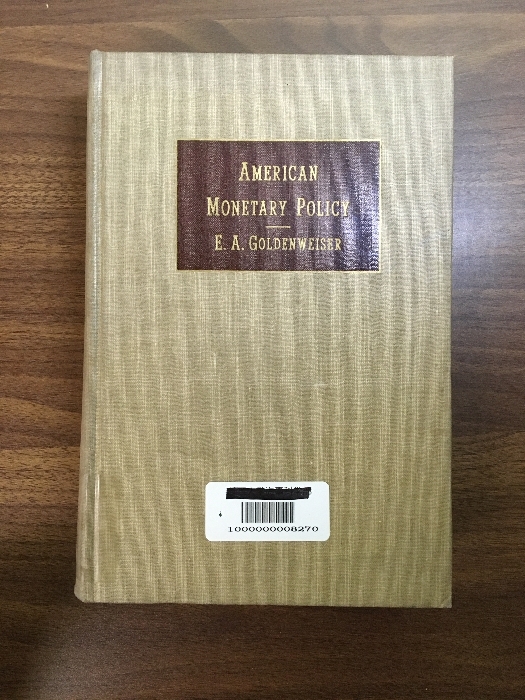 AMERICAN
MONETARY POLICY
E. A. GOLDENWEISER
1000000008270